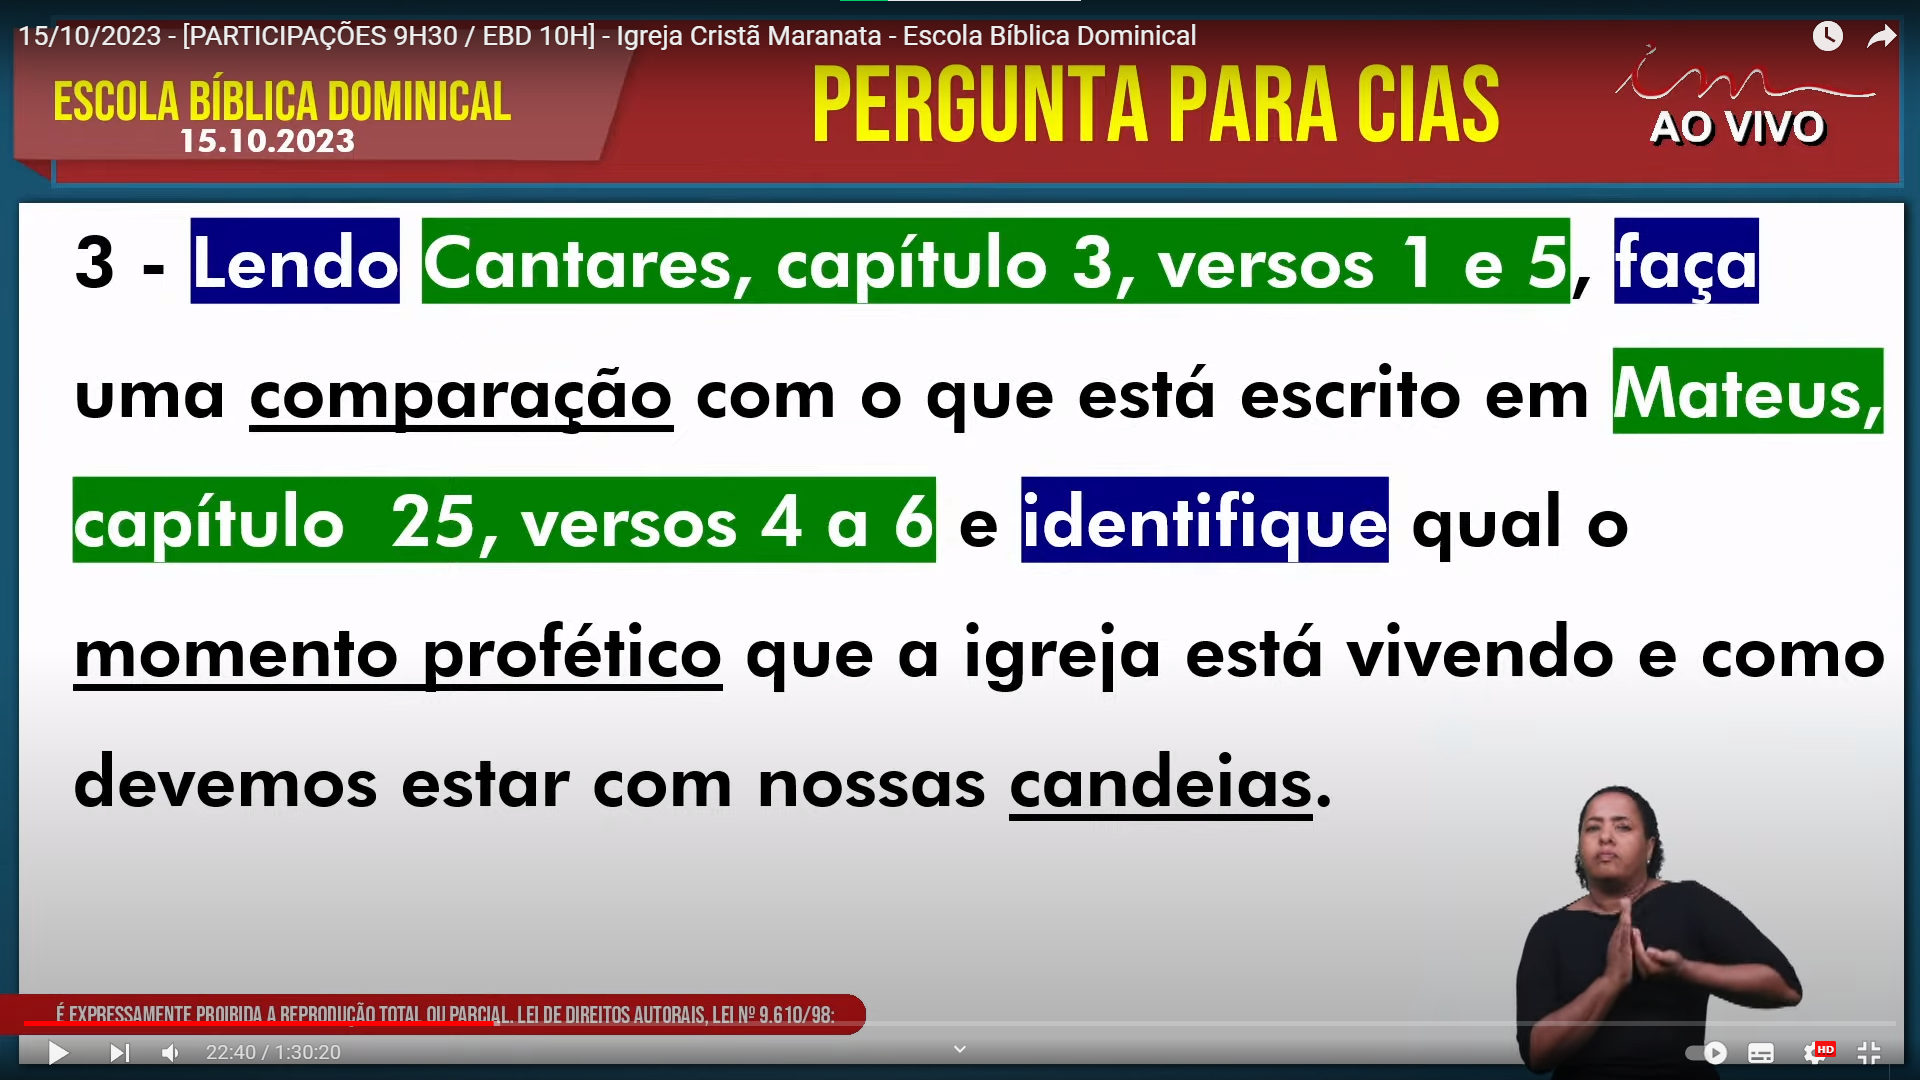 15/10/2023 - [PARTICIPAÇÕES 9H30 / EBD 10H] - Igreja Cristã Maranata - Escola Bíblica Dominical
ESCOLA BÍBLICA DOMINICAL
15.10.2023
PERGUNTA PARA CIAS
im
AO VIVO
3 - Lendo Cantares, capítulo 3, versos 1 e 5, faça
uma comparação com o que está escrito em Mateus,
capítulo 25, versos 4 a 6 e identifique qual o
momento profético que a igreja está vivendo e como
devemos estar com nossas candeias.
É EXPRESSAMENTE PROIBIDA A REPRODUÇÃO TOTAL OU PARCIAL. LEI DE DIREITOS AUTORAIS, LEI Nº 9.610/98:
22:40 / 1:30:20
HD